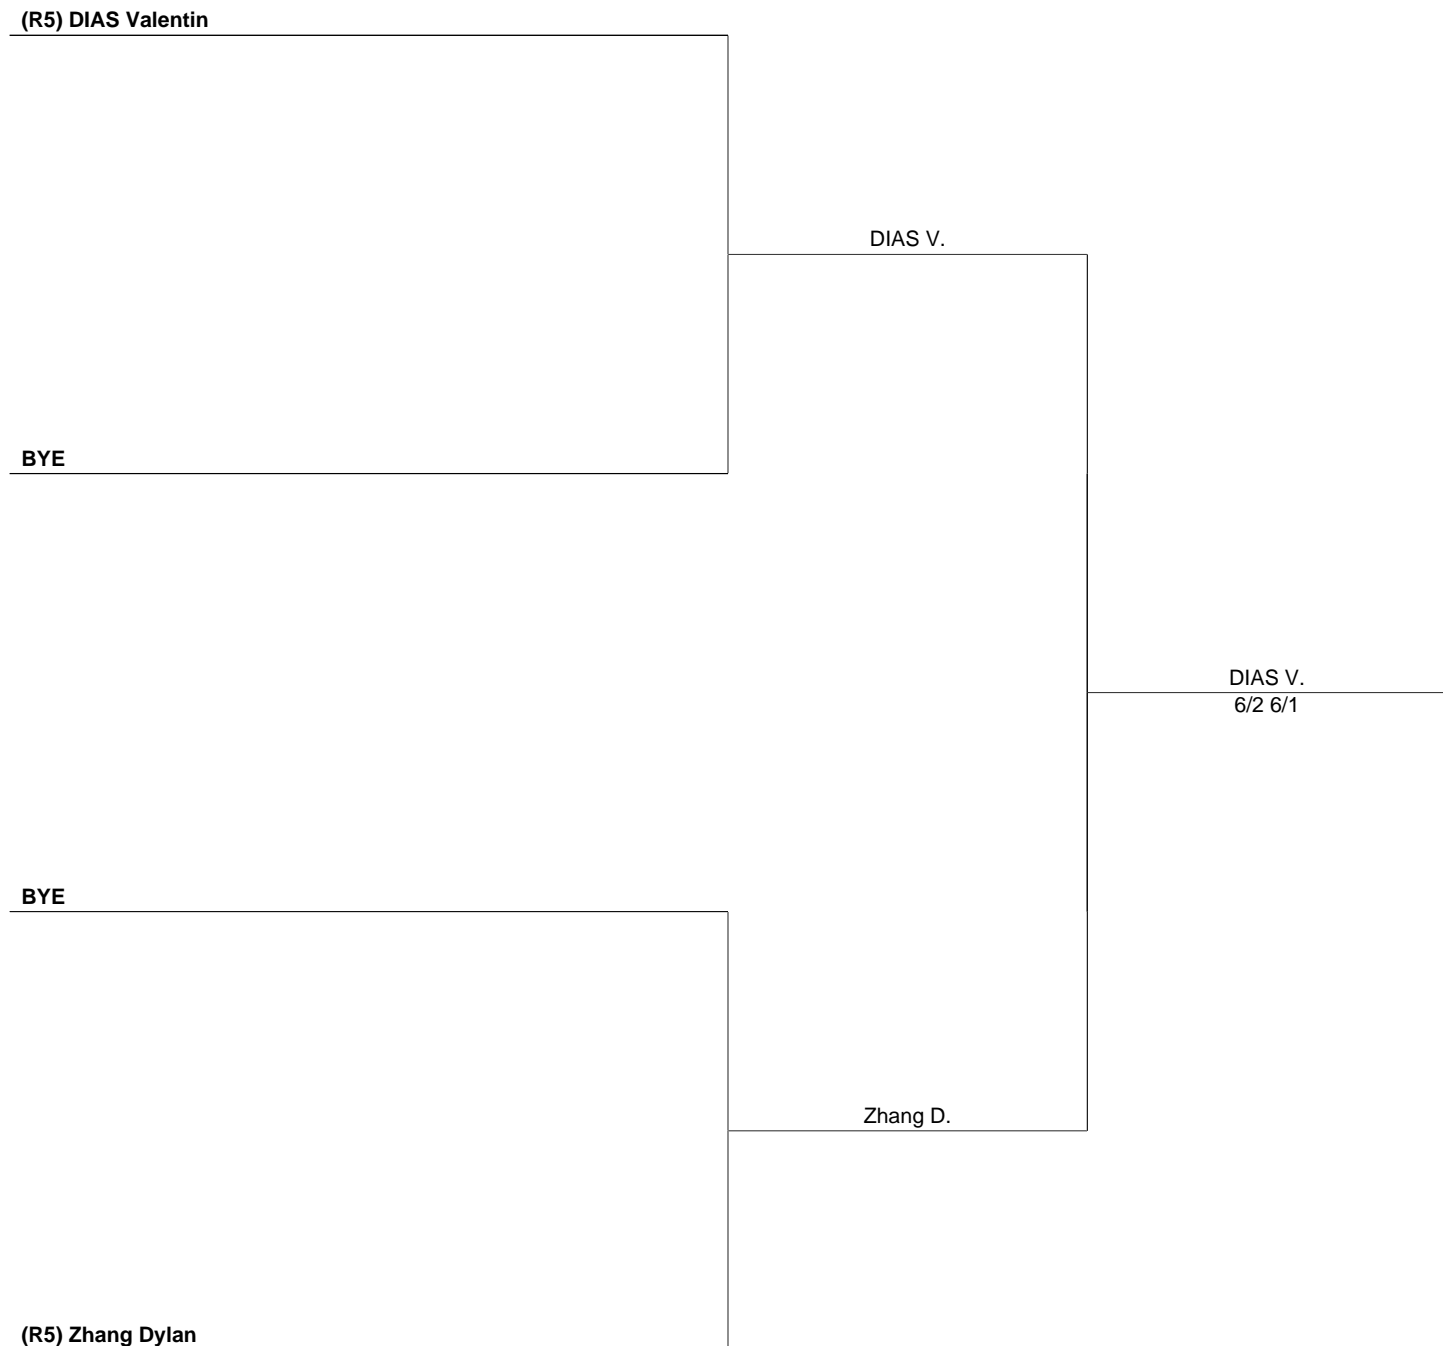 (R5) DIAS Valentin
DIAS V.
BYE
DIAS V.
6/2 6/1
BYE
Zhang D.
(R5) Zhang Dylan